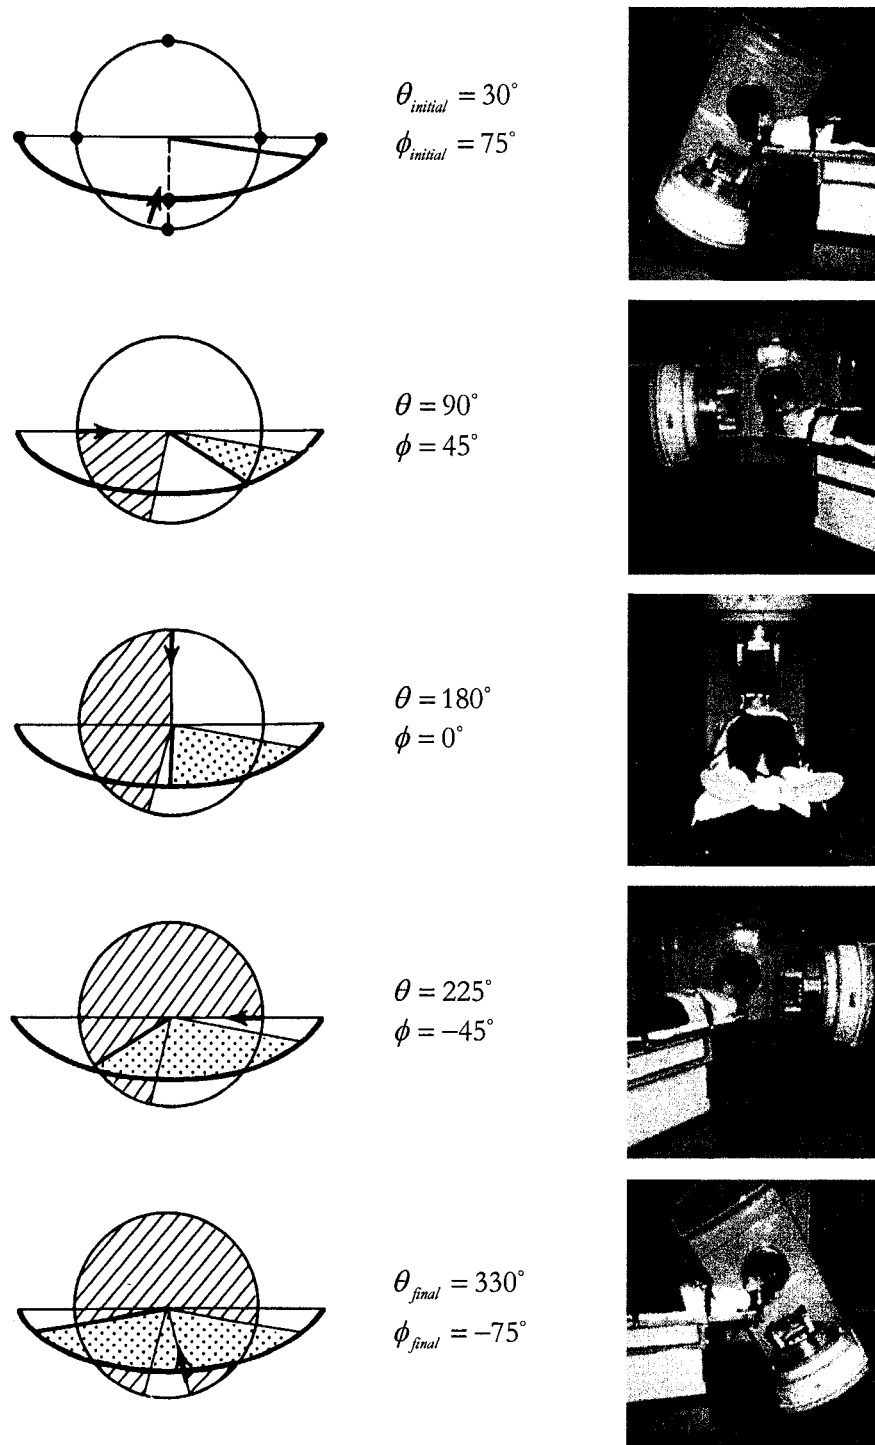 θ_initial = 30°
ϕ_initial = 75°
θ = 90°
ϕ = 45°
θ = 180°
ϕ = 0°
θ = 225°
ϕ = −45°
θ_final = 330°
ϕ_final = −75°